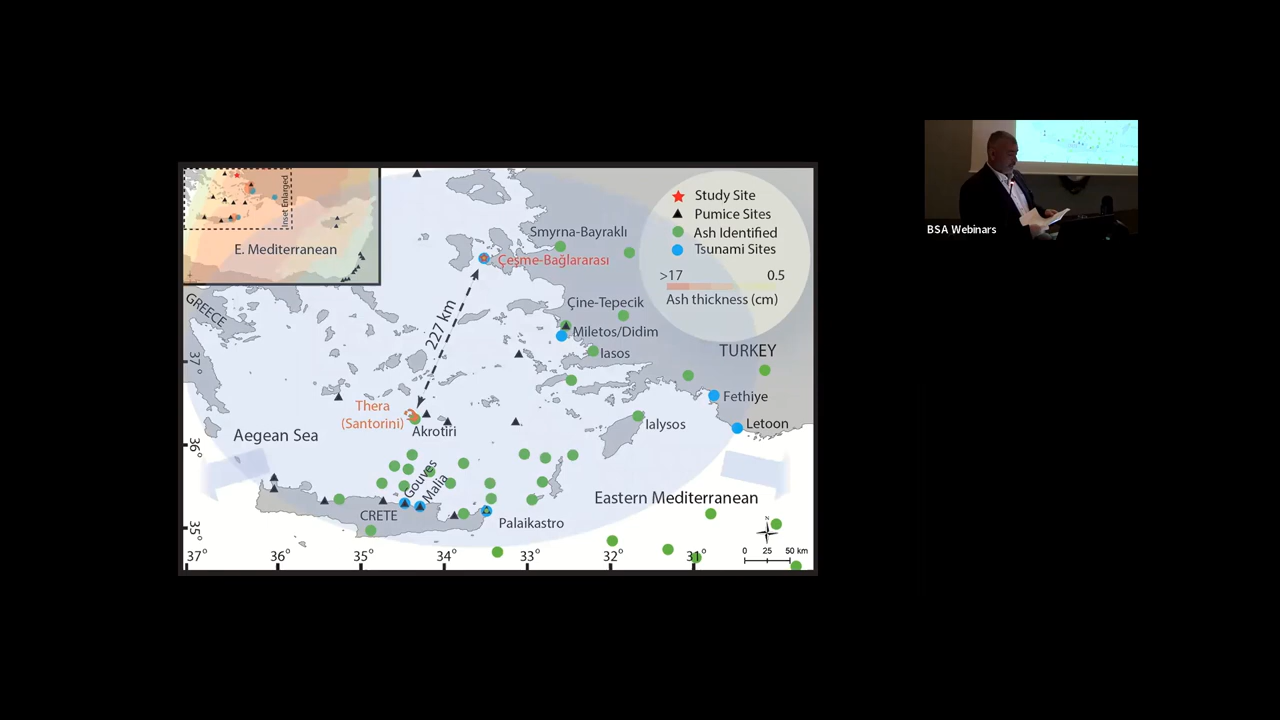 Inset Enlarged
E. Mediterranean
GREECE
Study Site
Pumice Sites
Ash Identified
Tsunami Sites
>17
0.5
Ash thickness (cm)
Smyrna-Bayraklı
Çeşme-Bağlararası
227 km
Çine-Tepecik
Miletos/Didim
Iasos
TURKEY
Fethiye
Letoon
Ialysos
Thera
(Santorini)
Akrotiri
Aegean Sea
Gouves
Malia
CRETE
Palaikastro
Eastern Mediterranean
N
0 25 50 km
37°
36°
35°
37° 36° 35° 34° 33° 32° 31°
BSA Webinars